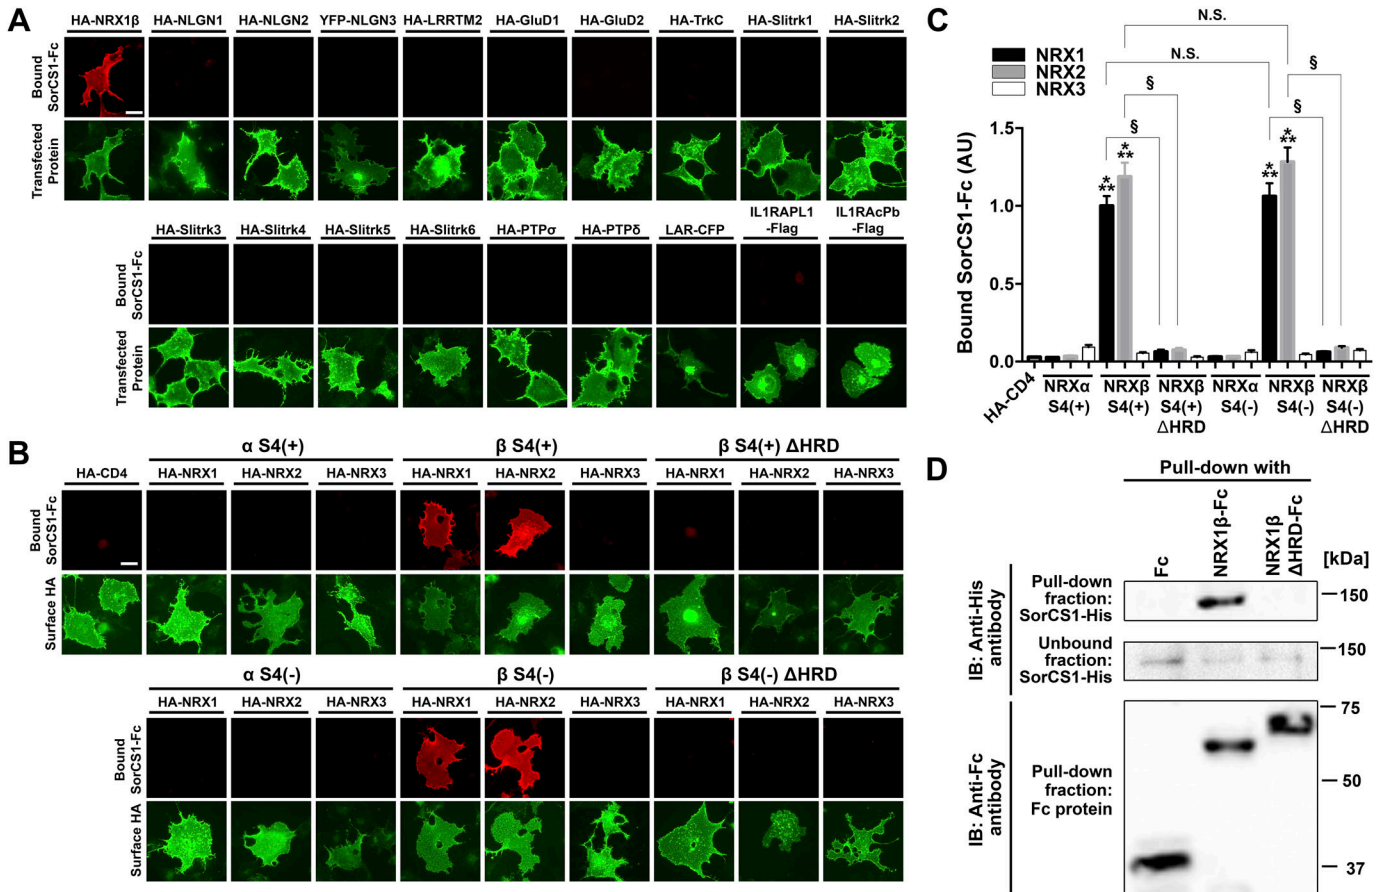 A
HA-NRX1β HA-NLGN1 HA-NLGN2 YFP-NLGN3 HA-LRRTM2 HA-GluD1 HA-GluD2 HA-TrkC HA-Slitrk1 HA-Slitrk2
Bound
SorCS1-Fc
Transfected
Protein
HA-Slitrk3 HA-Slitrk4 HA-Slitrk5 HA-Slitrk6 HA-PTPσ HA-PTPδ LAR-CFP IL1RAPL1 -Flag IL1RAcPb -Flag
Bound
SorCS1-Fc
Transfected
Protein
B
α S4(+) β S4(+) β S4(+) ΔHRD
HA-CD4 HA-NRX1 HA-NRX2 HA-NRX3 HA-NRX1 HA-NRX2 HA-NRX3 HA-NRX1 HA-NRX2 HA-NRX3
Bound
SorCS1-Fc
Surface HA
α S4(-) β S4(-) β S4(-) ΔHRD
HA-NRX1 HA-NRX2 HA-NRX3 HA-NRX1 HA-NRX2 HA-NRX3 HA-NRX1 HA-NRX2 HA-NRX3
Bound
SorCS1-Fc
Surface HA
C
NRX1
NRX2
NRX3
N.S.
N.S.
§
§
§
§
*
**
*
**
*
**
*
**
Bound SorCS1-Fc (AU)
1.5
1.0
0.5
0.0
HA-CD4 NRXα NRXβ NRXβ NRXα NRXβ NRXβ
S4(+) S4(+) S4(+) S4(-) S4(-) S4(-)
ΔHRD ΔHRD
D
Pull-down with
Fc
NRX1β-Fc
NRX1β
ΔHRD-Fc
[kDa]
IB: Anti-His
antibody
Pull-down
fraction:
SorCS1-His
150
Unbound
fraction:
SorCS1-His
150
IB: Anti-Fc
antibody
Pull-down
fraction:
Fc protein
75
50
37